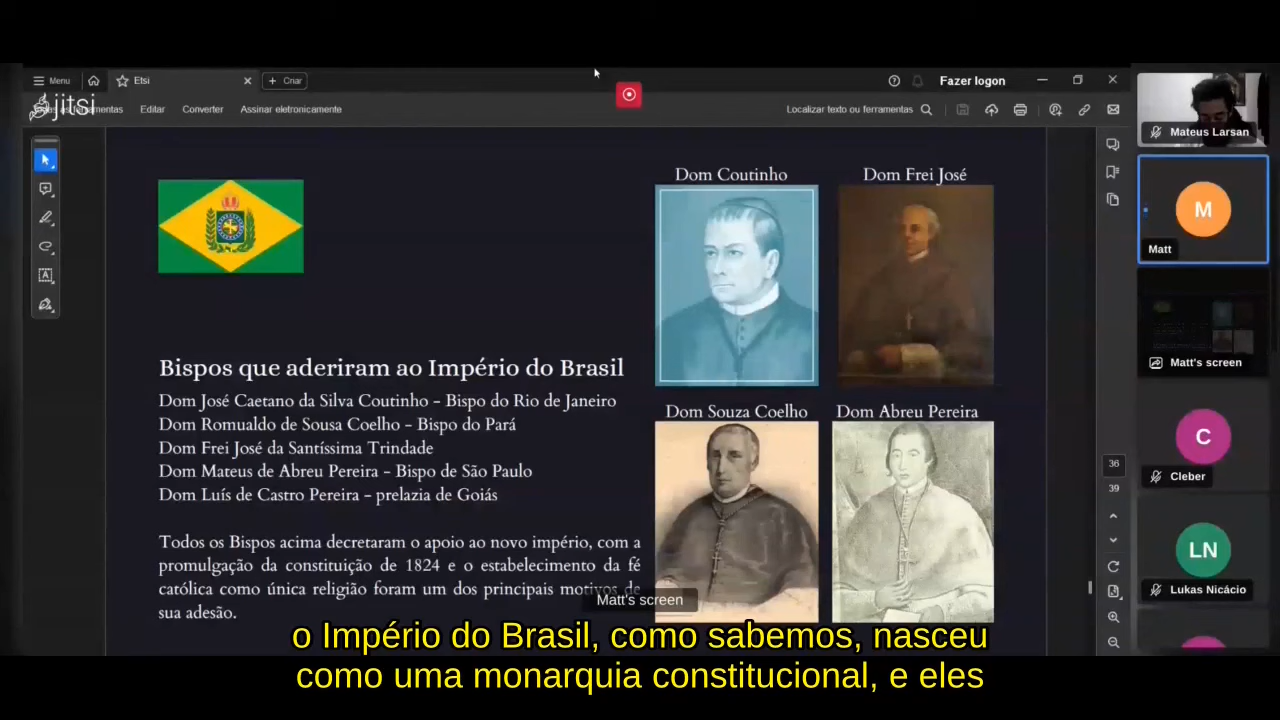 Menu
Etsi
Criar
Fazer logon
jitsi
ferramentas
Editar
Converter
Assinar eletronicamente
Localizar texto ou ferramentas
Mateus Larsan
M
Matt
Matt's screen
C
Cleber
LN
Lukas Nicácio
36
39
Dom Coutinho
Dom Frei José
Bispos que aderiram ao Império do Brasil
Dom José Caetano da Silva Coutinho – Bispo do Rio de Janeiro
Dom Romualdo de Sousa Coelho – Bispo do Pará
Dom Frei José da Santíssima Trindade
Dom Mateus de Abreu Pereira – Bispo de São Paulo
Dom Luís de Castro Pereira – prelazia de Goiás
Dom Souza Coelho
Dom Abreu Pereira
Todos os Bispos acima decretaram o apoio ao novo império, com a
promulgação da constituição de 1824 e o estabelecimento da fé
católica como única religião foram um dos principais motivos de
sua adesão.
Matt's screen
o Império do Brasil, como sabemos, nasceu
como uma monarquia constitucional, e eles